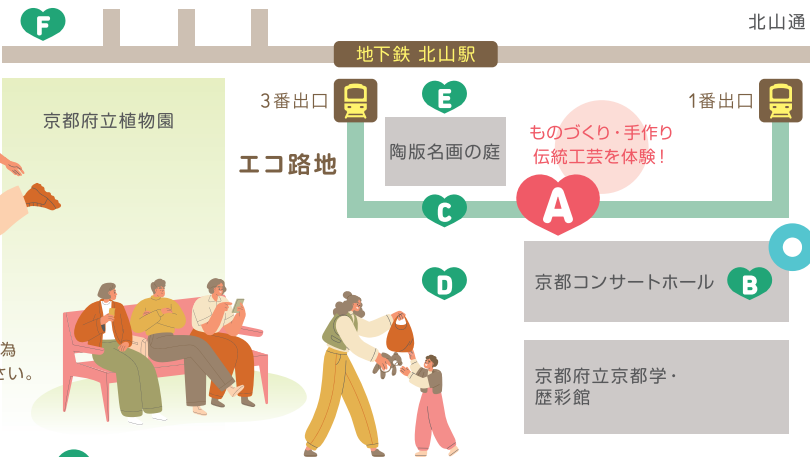 F
北山通
地下鉄 北山駅
3番出口
E
1番出口
京都府立植物園
ものづくり・手作り
伝統工芸を体験！
陶版名画の庭
エコ路地
C
A
D
京都コンサートホール
B
為
さい。
京都府立京都学・
歴彩館